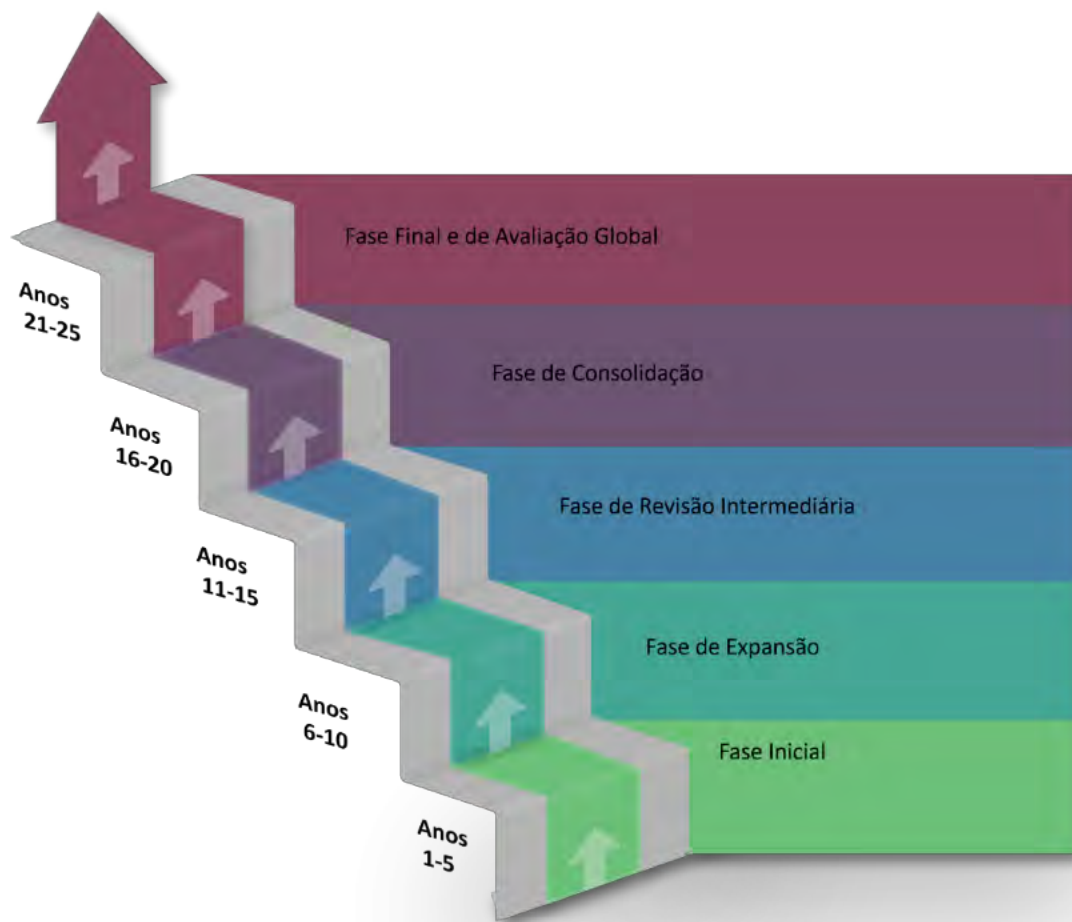 Fase Final e de Avaliação Global
Anos
21-25
Fase de Consolidação
Anos
16-20
Fase de Revisão Intermediária
Anos
11-15
Fase de Expansão
Anos
6-10
Fase Inicial
Anos
1-5